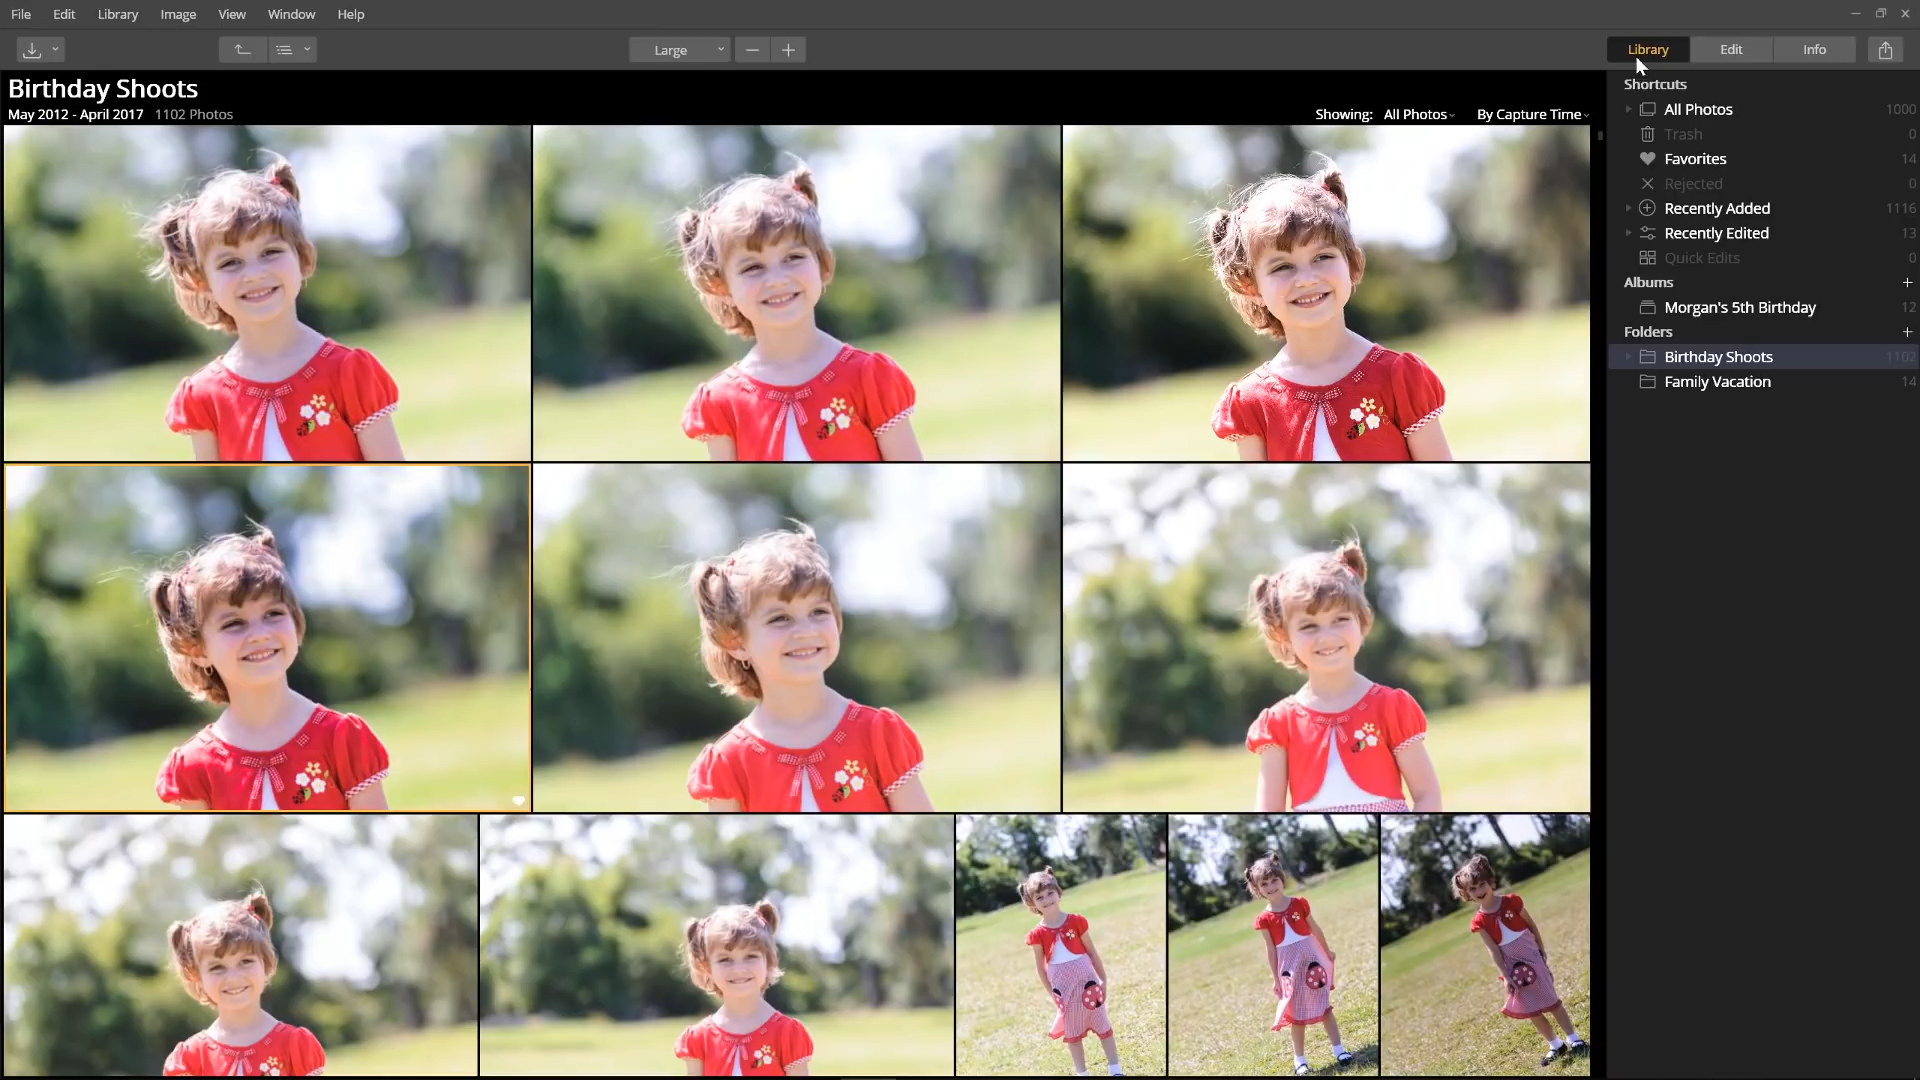 File Edit Library Image View Window Help
Large
Library Edit Info
Birthday Shoots
May 2012 - April 2017 1102 Photos
Showing: All Photos By Capture Time
Shortcuts
All Photos 1000
Trash 0
Favorites 14
Rejected 0
Recently Added 1116
Recently Edited 13
Quick Edits 0
Albums
Morgan's 5th Birthday 12
Folders
Birthday Shoots 1102
Family Vacation 14